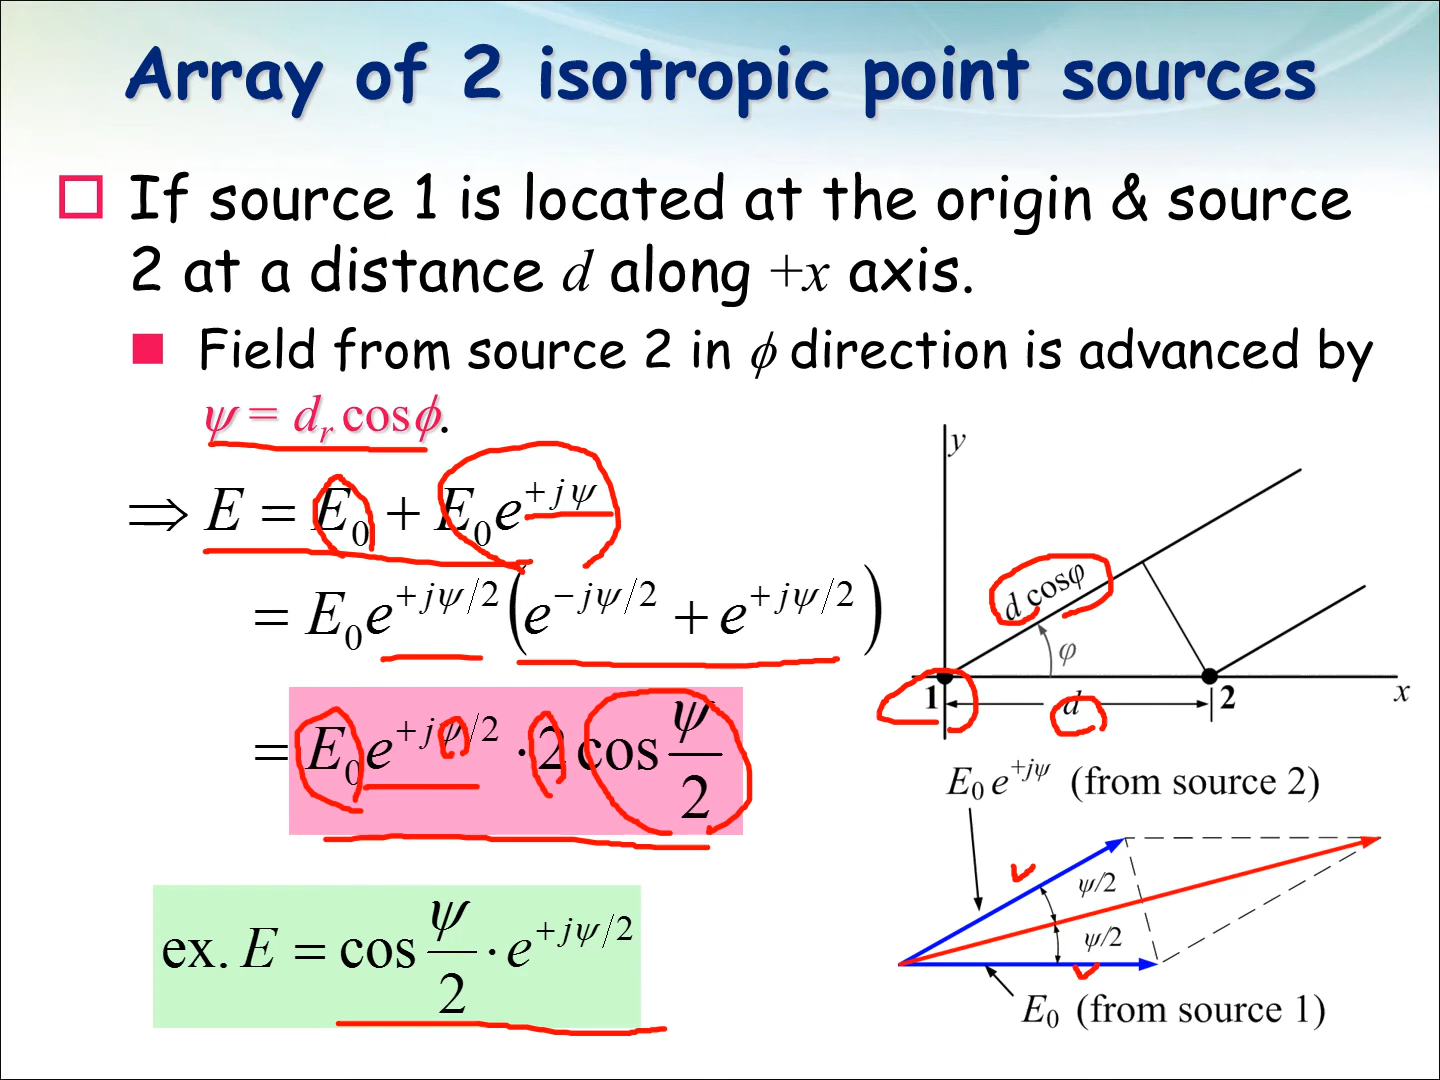 Array of 2 isotropic point sources
If source 1 is located at the origin & source
2 at a distance d along +x axis.
Field from source 2 in ϕ direction is advanced by
ψ = dᵣ cosϕ.
⇒ E = E₀ + E₀e^{+jψ}
= E₀e^{+jψ/2}(e^{−jψ/2} + e^{+jψ/2})
= E₀e^{+jψ/2} · 2 cos ψ/2
ex. E = cos ψ/2 · e^{+jψ/2}
y
d cosφ
φ
1
d
2
x
E₀ e^{+jψ} (from source 2)
ψ/2
ψ/2
E₀ (from source 1)